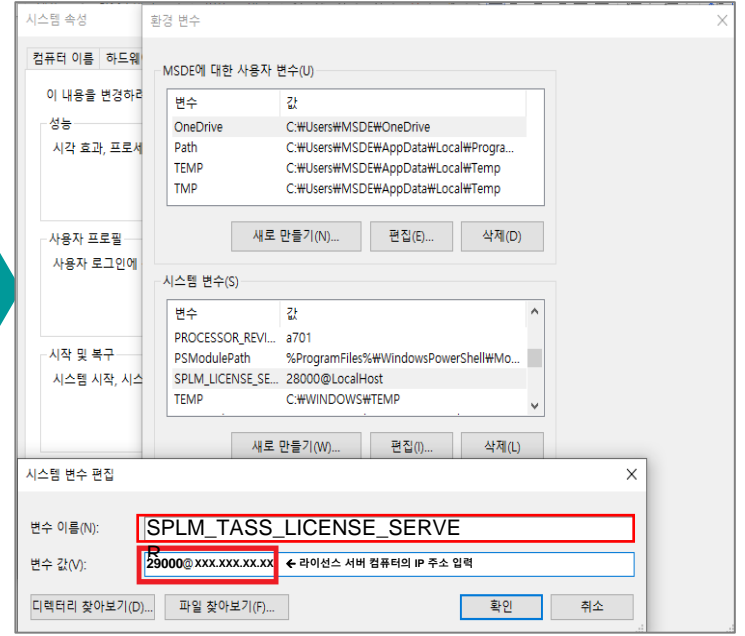 시스템 속성
환경 변수
컴퓨터 이름 하드웨
이 내용을 변경하려
성능
시각 효과, 프로세
사용자 프로필
사용자 로그인에
시작 및 복구
시스템 시작, 시스
MSDE에 대한 사용자 변수(U)
변수 값
OneDrive C:₩Users₩MSDE₩OneDrive
Path C:₩Users₩MSDE₩AppData₩Local₩Progra...
TEMP C:₩Users₩MSDE₩AppData₩Local₩Temp
TMP C:₩Users₩MSDE₩AppData₩Local₩Temp
새로 만들기(N)... 편집(E)... 삭제(D)
시스템 변수(S)
변수 값
PROCESSOR_REVI... a701
PSModulePath %ProgramFiles%₩WindowsPowerShell₩Mo...
SPLM_LICENSE_SE... 28000@LocalHost
TEMP C:₩WINDOWS₩TEMP
새로 만들기(W)... 편집(I)... 삭제(L)
시스템 변수 편집
변수 이름(N): SPLM_TASS_LICENSE_SERVE
R
변수 값(V): 29000@xxx.xxx.xx.xx ← 라이선스 서버 컴퓨터의 IP 주소 입력
디렉터리 찾아보기(D)... 파일 찾아보기(F)... 확인 취소